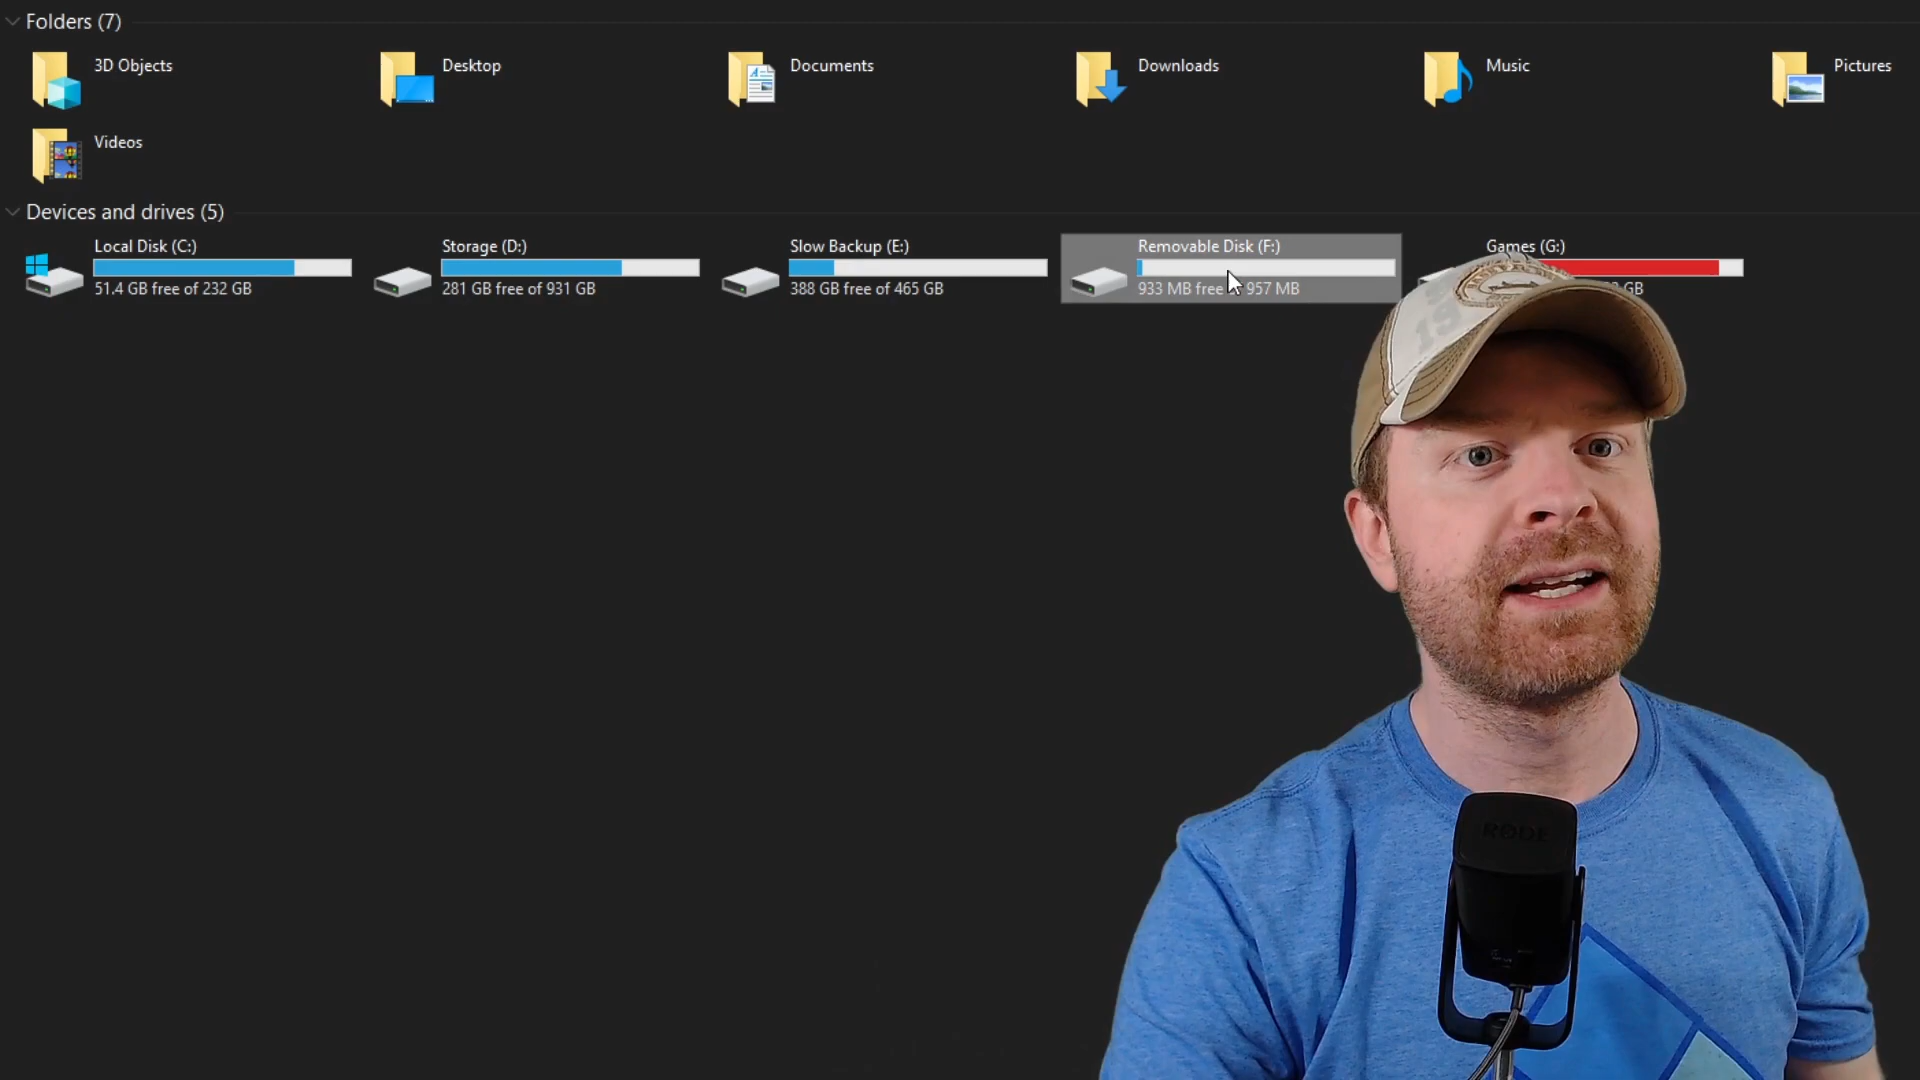 Folders (7)
3D Objects
Desktop
Documents
Downloads
Music
Pictures
Videos
Devices and drives (5)
Local Disk (C:)
51.4 GB free of 232 GB
Storage (D:)
281 GB free of 931 GB
Slow Backup (E:)
388 GB free of 465 GB
Removable Disk (F:)
933 MB free 957 MB
Games (G:)
GB
19
RODE